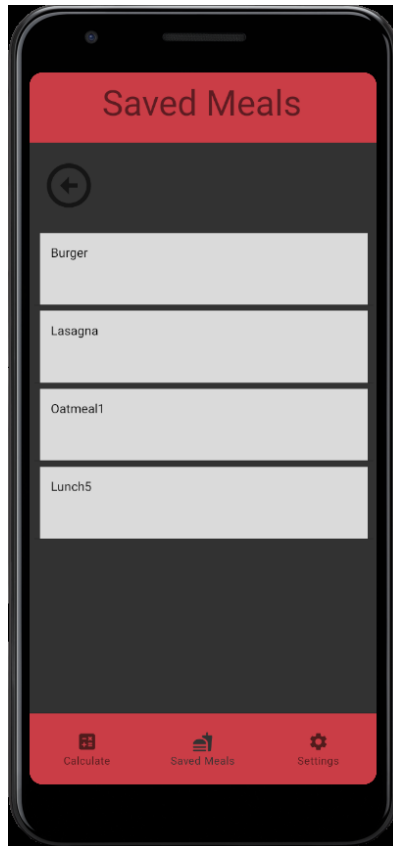 Saved Meals
Burger
Lasagna
Oatmeal1
Lunch5
Calculate Saved Meals Settings